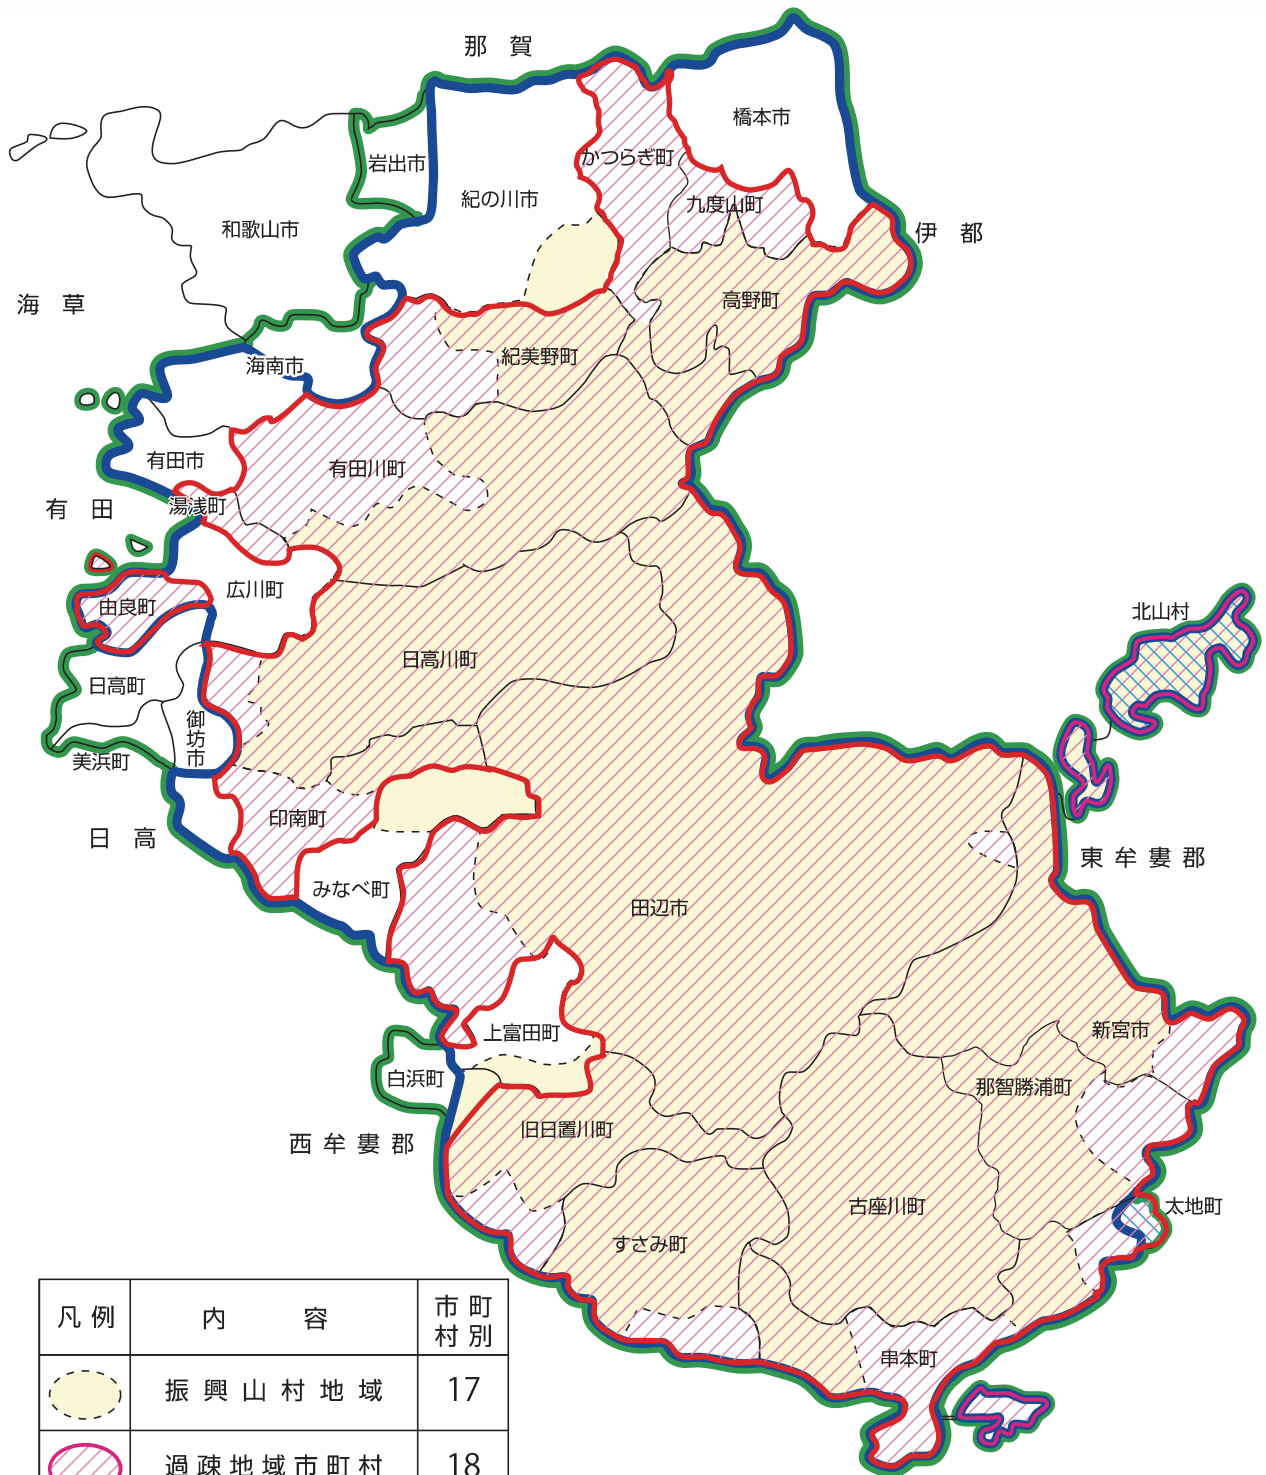 那賀
橋本市
かつらぎ町
岩出市
紀の川市
九度山町
和歌山市
伊都
海草
高野町
紀美野町
海南市
有田市
有田川町
有田
湯浅町
広川町
由良町
北山村
日高川町
日高町
御坊市
美浜町
印南町
日高
東牟婁郡
みなべ町
田辺市
上富田町
新宮市
白浜町
那智勝浦町
旧日置川町
西牟婁郡
古座川町
太地町
すさみ町
串本町
凡例 内容 市町村別
振興山村地域 17
過疎地域市町村 18